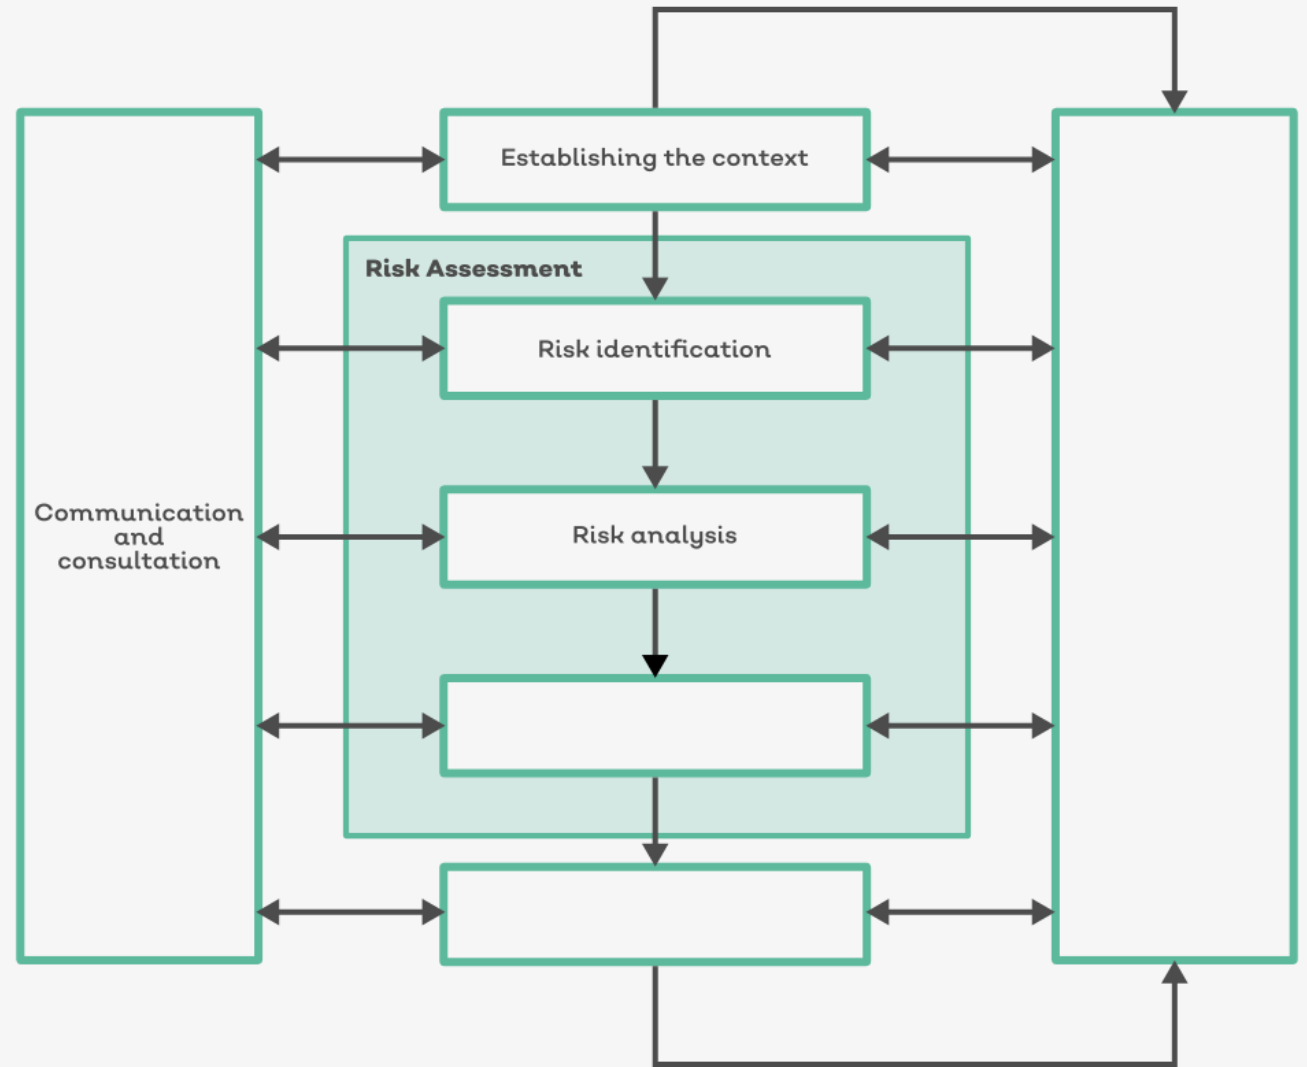 Establishing the context
Risk Assessment
Risk identification
Risk analysis
Communication
and
consultation